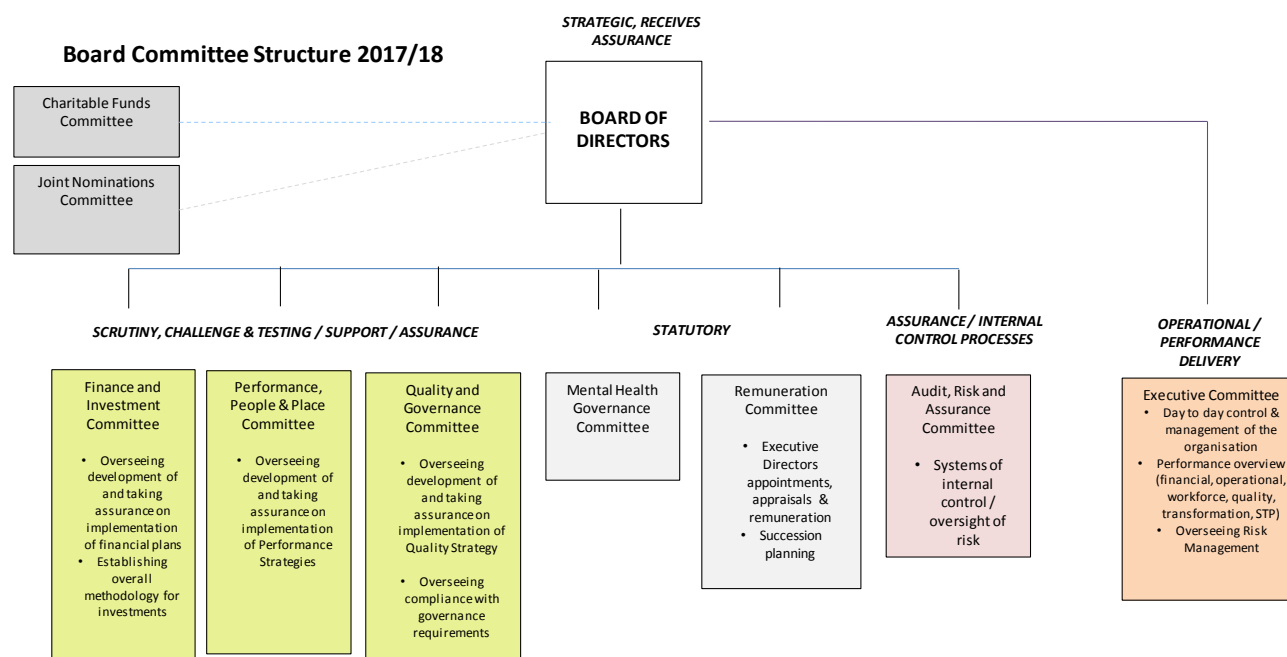 STRATEGIC, RECEIVES
ASSURANCE
Board Committee Structure 2017/18
Charitable Funds
Committee
Joint Nominations
Committee
BOARD OF
DIRECTORS
SCRUTINY, CHALLENGE & TESTING / SUPPORT / ASSURANCE
STATUTORY
ASSURANCE / INTERNAL
CONTROL PROCESSES
OPERATIONAL /
PERFORMANCE
DELIVERY
Finance and
Investment
Committee
• Overseeing
development of
and taking
assurance on
implementation
of financial plans
• Establishing
overall
methodology for
investments
Performance,
People & Place
Committee
• Overseeing
development of
and taking
assurance on
implementation
of Performance
Strategies
Quality and
Governance
Committee
• Overseeing
development of
and taking
assurance on
implementation of
Quality Strategy
• Overseeing
compliance with
governance
requirements
Mental Health
Governance
Committee
Remuneration
Committee
• Executive
Directors
appointments,
appraisals &
remuneration
• Succession
planning
Audit, Risk and
Assurance
Committee
• Systems of
internal
control /
oversight of
risk
Executive Committee
• Day to day control &
management of the
organisation
• Performance overview
(financial, operational,
workforce, quality,
transformation, STP)
• Overseeing Risk
Management